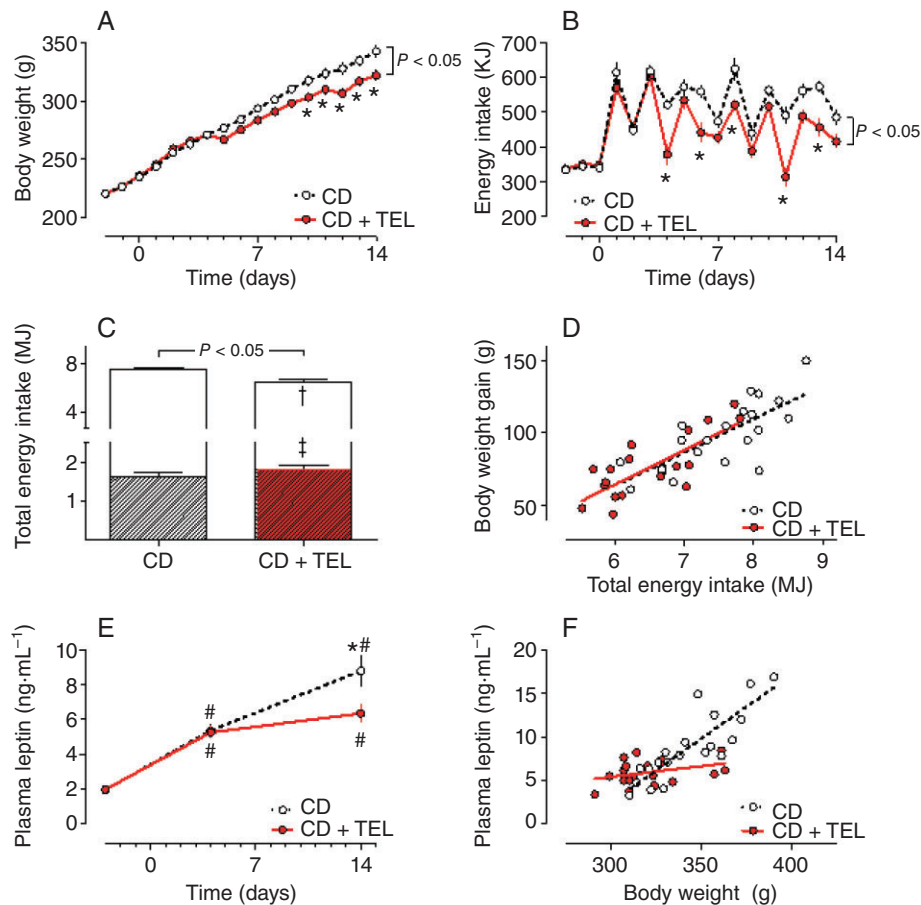 A
Body weight (g)
350
300
250
200
P < 0.05
* * * * *
CD
CD + TEL
0 7 14
Time (days)
B
Energy intake (KJ)
700
600
500
400
300
200
P < 0.05
* * * * *
CD
CD + TEL
0 7 14
Time (days)
C
Total energy intake (MJ)
8
4
2
1
P < 0.05
†
‡
CD CD + TEL
D
Body weight gain (g)
150
100
50
CD
CD + TEL
6 7 8 9
Total energy intake (MJ)
E
Plasma leptin (ng·mL⁻¹)
10
8
6
4
2
0
*#
#
#
#
CD
CD + TEL
0 7 14
Time (days)
F
Plasma leptin (ng·mL⁻¹)
20
15
10
5
0
CD
CD + TEL
300 350 400
Body weight (g)